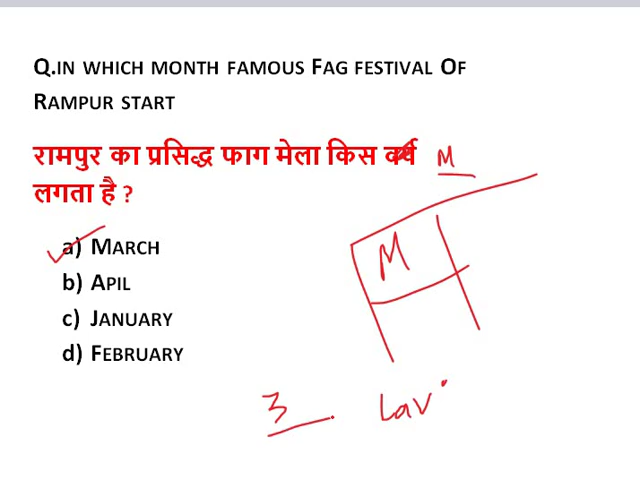 Q.IN WHICH MONTH FAMOUS FAG FESTIVAL OF
RAMPUR START
रामपुर का प्रसिद्ध फाग मेला किस वर्ष M
लगता है ?
a) MARCH
M
b) APIL
c) JANUARY
d) FEBRUARY
3 Lav